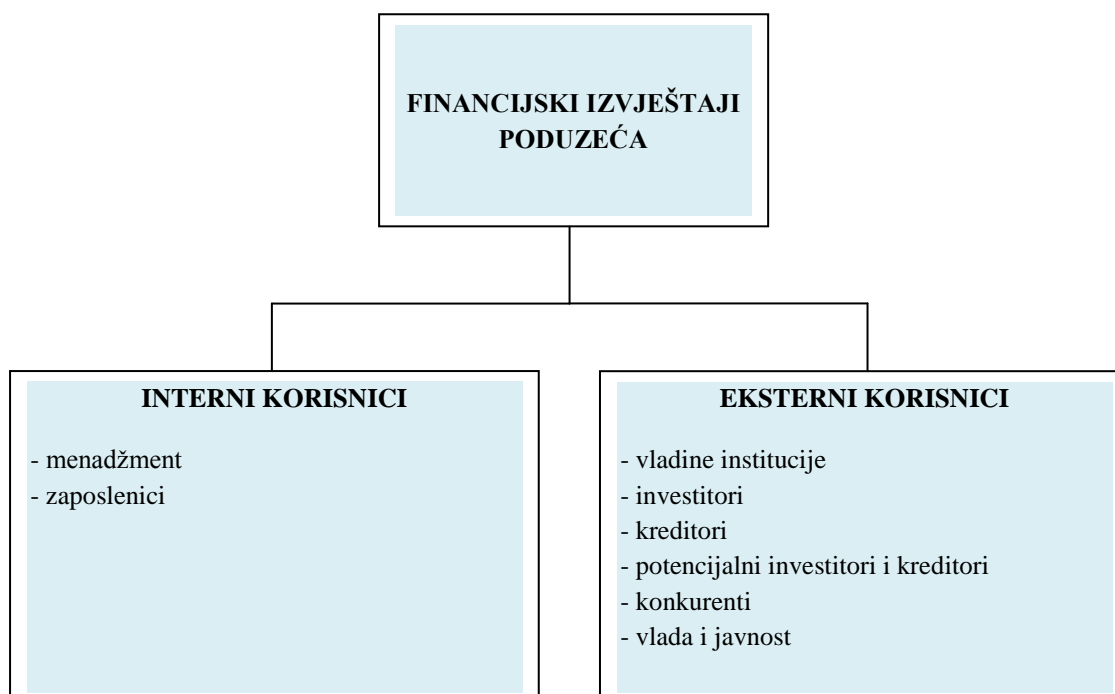 FINANCIJSKI IZVJEŠTAJI
PODUZEĆA
INTERNI KORISNICI
- menadžment
- zaposlenici
EKSTERNI KORISNICI
- vladine institucije
- investitori
- kreditori
- potencijalni investitori i kreditori
- konkurenti
- vlada i javnost